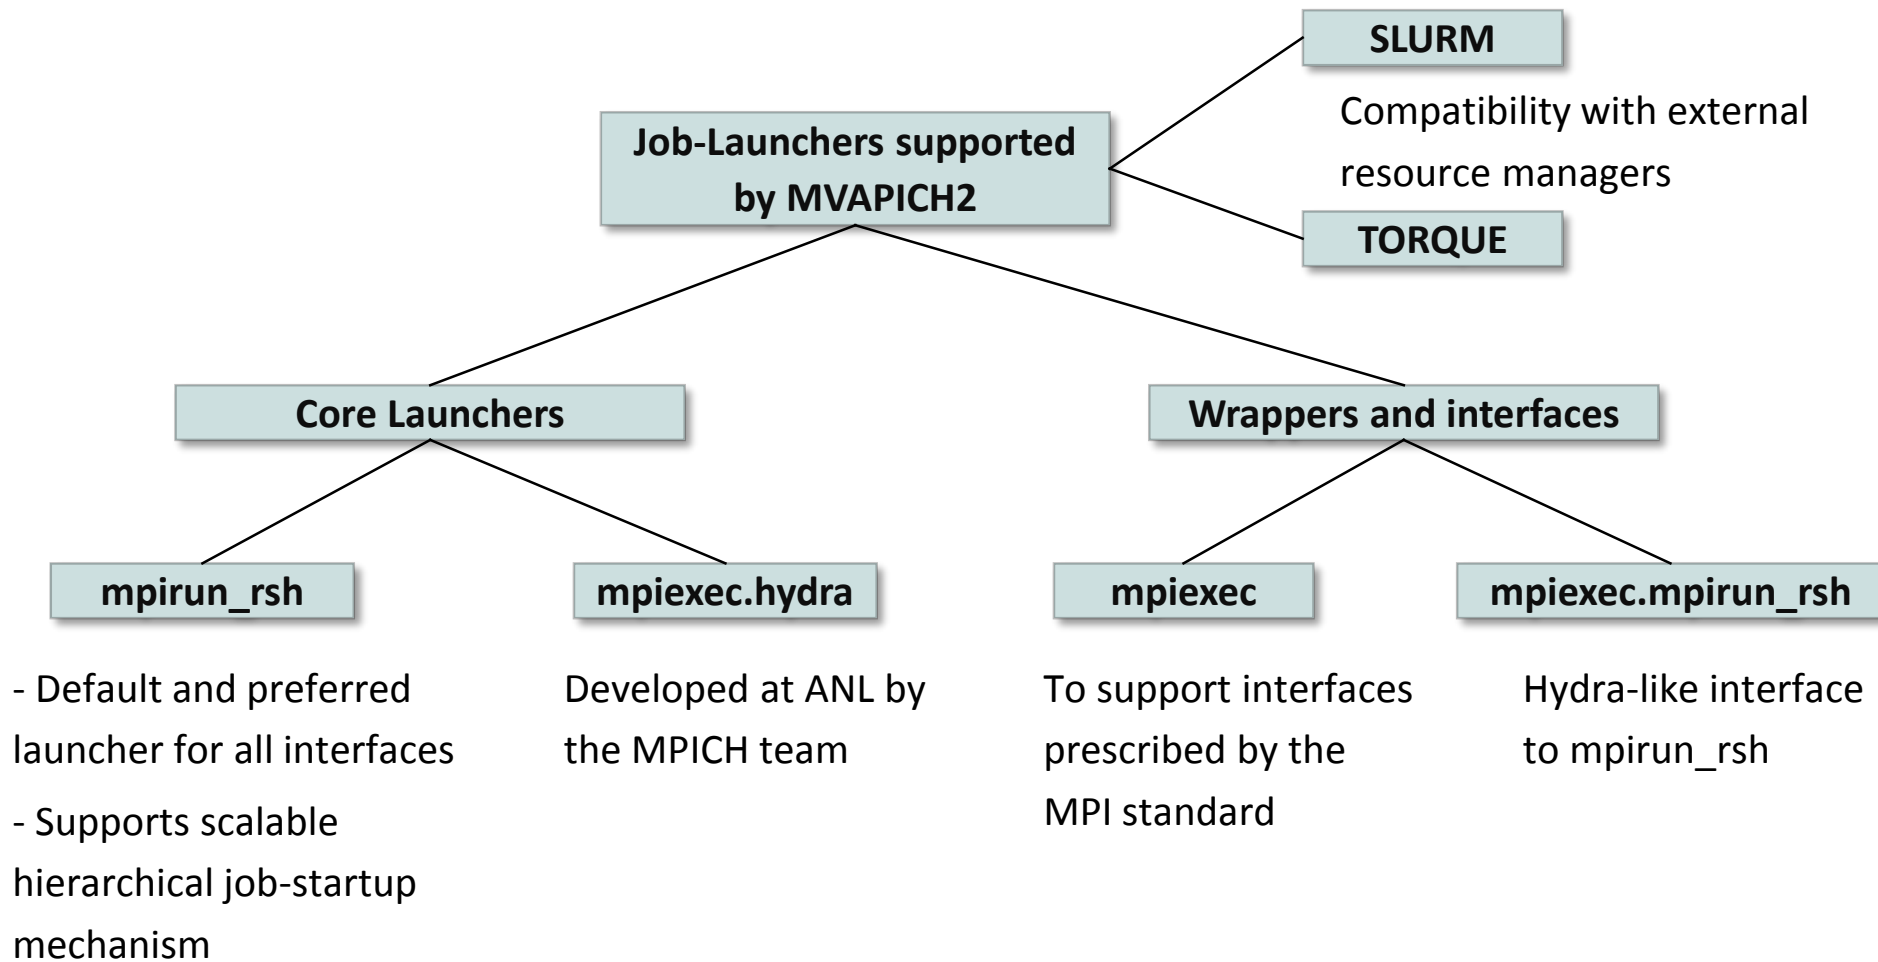 SLURM
Compatibility with external
resource managers
TORQUE
Job-Launchers supported
by MVAPICH2
Core Launchers
Wrappers and interfaces
mpirun_rsh
mpiexec.hydra
mpiexec
mpiexec.mpirun_rsh
- Default and preferred
launcher for all interfaces
- Supports scalable
hierarchical job-startup
mechanism
Developed at ANL by
the MPICH team
To support interfaces
prescribed by the
MPI standard
Hydra-like interface
to mpirun_rsh